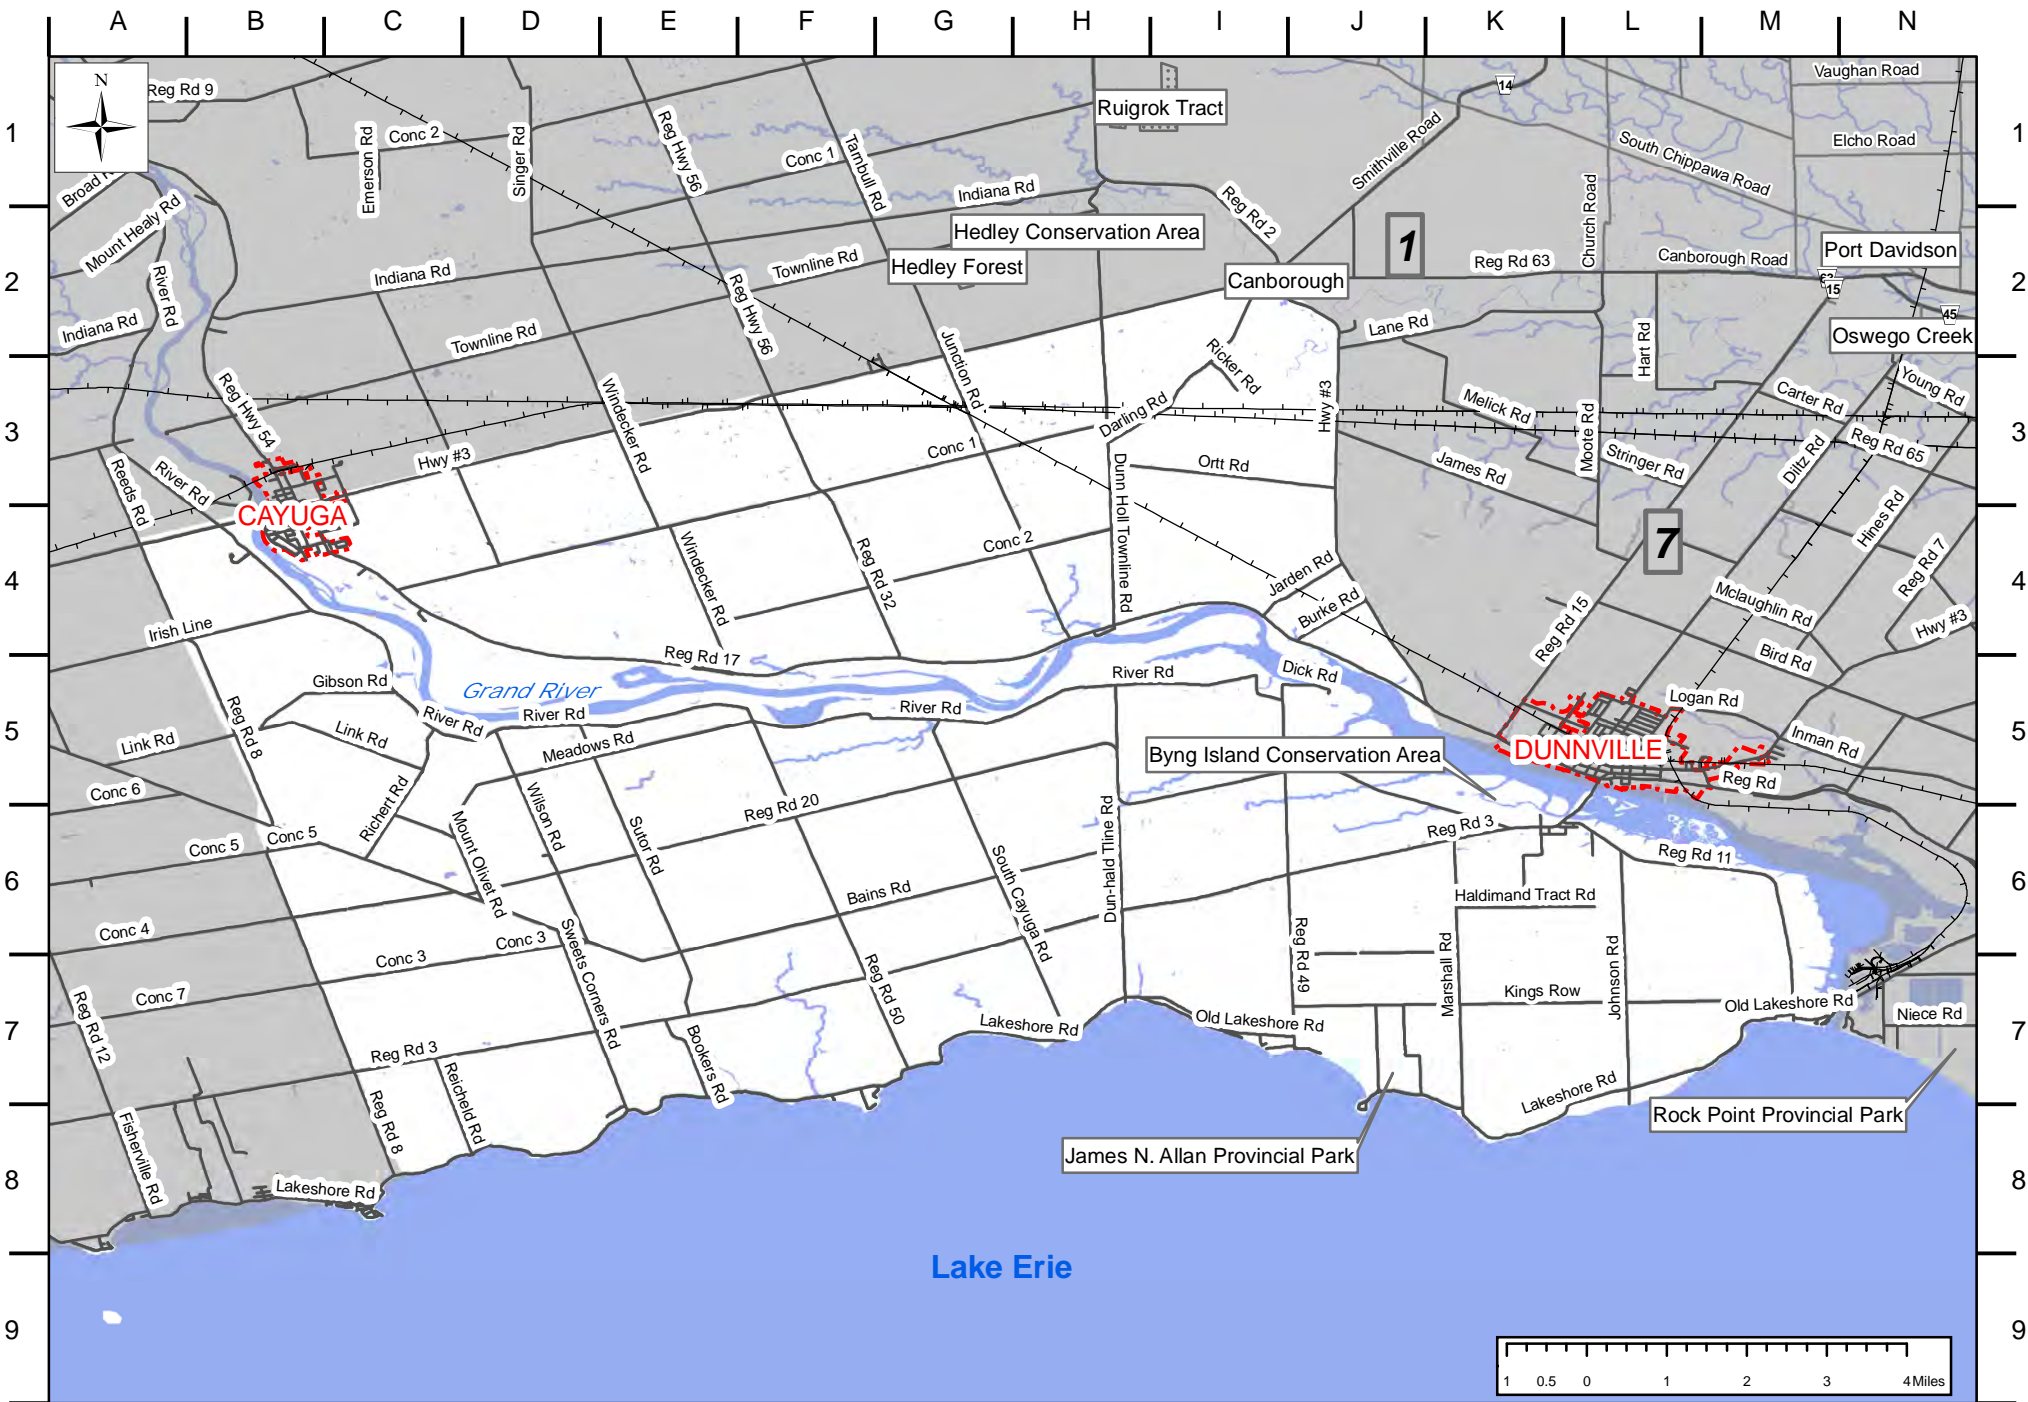 A B C D E F G H I J K L M N
N
Reg Rd 9
Vaughan Road
14
Ruigrok Tract
1
1
Conc 2
Emerson Rd
Singer Rd
Reg Hwy 56
Conc 1
Tambull Rd
Smithville Road
South Chippawa Road
Elcho Road
Broad
Mount Healy Rd
Indiana Rd
Reg Rd 2
Church Road
Hedley Conservation Area
1
Port Davidson
Hedley Forest
Townline Rd
Reg Rd 63
Canborough Road
Canborough
2
2
River Rd
Indiana Rd
Reg Hwy 56
63
15
45
Indiana Rd
Townline Rd
Junction Rd
Lane Rd
Hart Rd
Oswego Creek
Ricker Rd
Young Rd
Reg Hwy 54
Windecker Rd
Darling Rd
Hwy #3
Melick Rd
Carter Rd
3
3
Hwy #3
Conc 1
Moote Rd
Reg Rd 65
Reeds Rd
River Rd
Ortt Rd
James Rd
Stringer Rd
Diltz Rd
CAYUGA
Dunn Holl Townline Rd
7
Hines Rd
Windecker Rd
Reg Rd 32
Conc 2
Jarden Rd
Reg Rd 7
4
4
Burke Rd
Mclaughlin Rd
Irish Line
Reg Rd 15
Hwy #3
Reg Rd 17
Bird Rd
Gibson Rd
Grand River
River Rd
Dick Rd
Logan Rd
Reg Rd 8
River Rd
River Rd
River Rd
5
5
Link Rd
Link Rd
Meadows Rd
Byng Island Conservation Area
DUNNVILLE
Inman Rd
Reg Rd
Conc 6
Richert Rd
Mount Olivet Rd
Wilson Rd
Sutor Rd
Reg Rd 20
Dun-hald Tline Rd
Reg Rd 3
Conc 5
Conc 5
South Cayuga Rd
Reg Rd 11
6
6
Bains Rd
Haldimand Tract Rd
Conc 4
Conc 3
Conc 3
Sweets Corners Rd
Reg Rd 50
Reg Rd 49
Marshall Rd
Johnson Rd
Conc 7
Kings Row
Old Lakeshore Rd
Reg Rd 12
Lakeshore Rd
Old Lakeshore Rd
Niece Rd
7
7
Reg Rd 3
Reicheld Rd
Bookers Rd
Lakeshore Rd
Fisherville Rd
Reg Rd 8
Rock Point Provincial Park
James N. Allan Provincial Park
8
8
Lakeshore Rd
Lake Erie
9
9
1 0.5 0 1 2 3 4 Miles